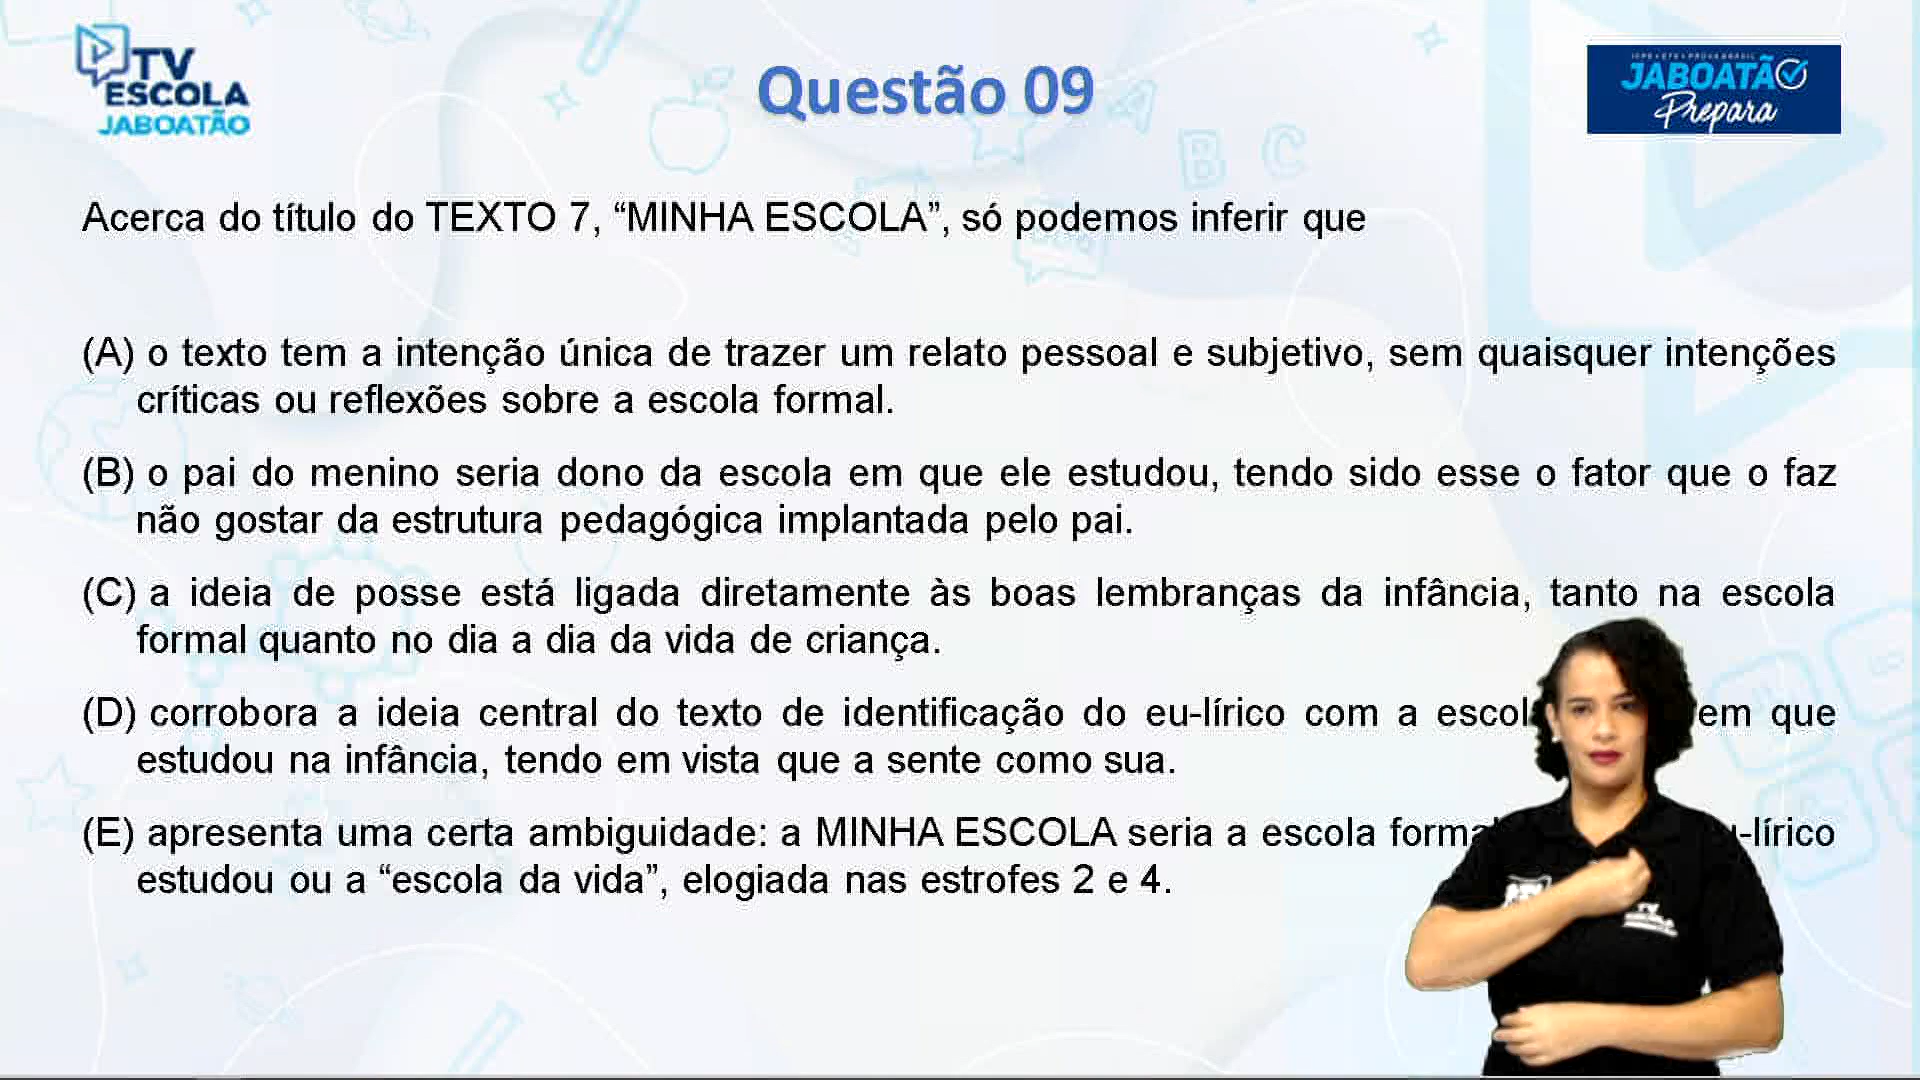 TV
ESCOLA
JABOATÃO
Questão 09
JABOATÃO
Prepara
Acerca do título do TEXTO 7, “MINHA ESCOLA”, só podemos inferir que
(A) o texto tem a intenção única de trazer um relato pessoal e subjetivo, sem quaisquer intenções
críticas ou reflexões sobre a escola formal.
(B) o pai do menino seria dono da escola em que ele estudou, tendo sido esse o fator que o faz
não gostar da estrutura pedagógica implantada pelo pai.
(C) a ideia de posse está ligada diretamente às boas lembranças da infância, tanto na escola
formal quanto no dia a dia da vida de criança.
(D) corrobora a ideia central do texto de identificação do eu-lírico com a em que
estudou na infância, tendo em vista que a sente como sua.
(E) apresenta uma certa ambiguidade: a MINHA ESCOLA seria a escola -lírico
estudou ou a “escola da vida”, elogiada nas estrofes 2 e 4.